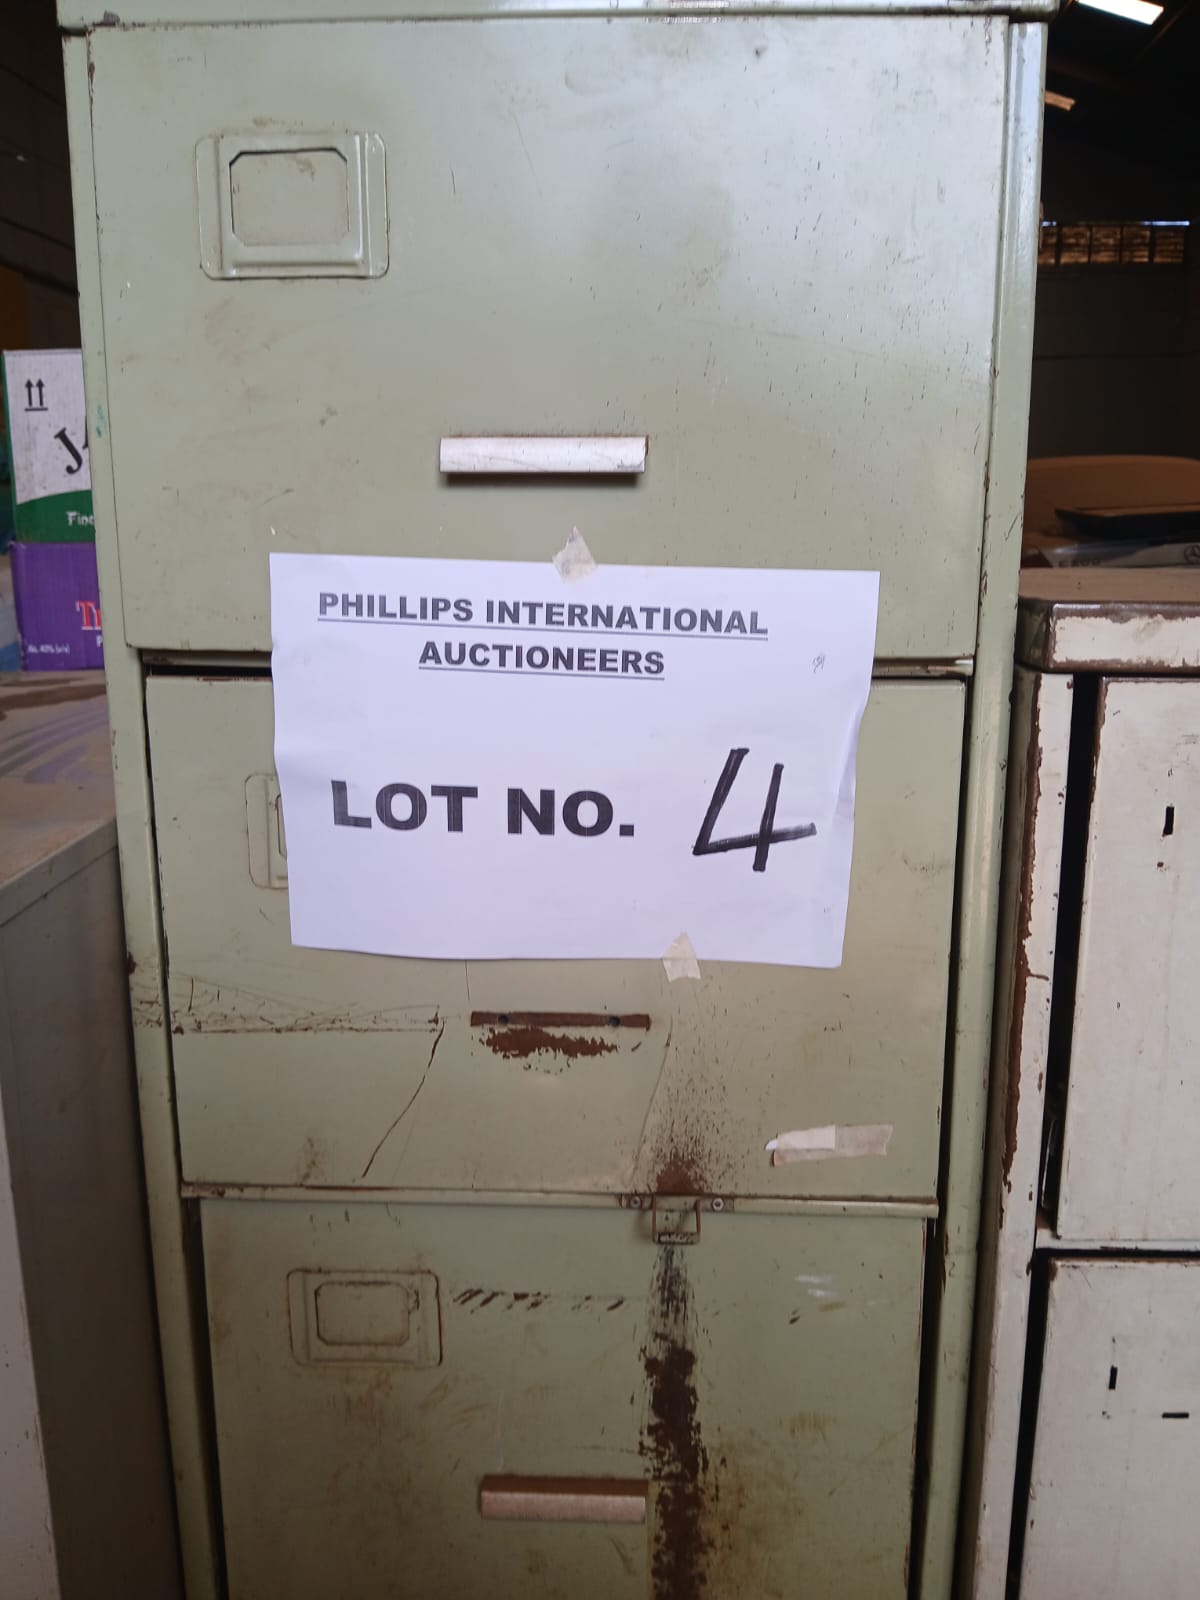 PHILLIPS INTERNATIONAL
AUCTIONEERS
LOT NO. 4